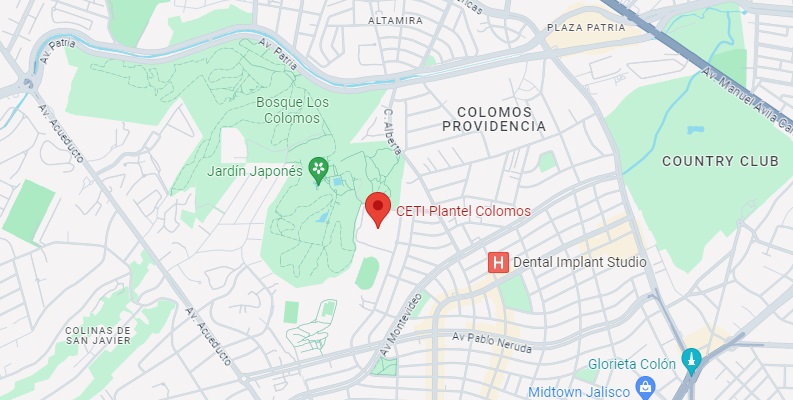 ALTAMIRA
ricas
PLAZA PATRIA
Av. Patria
Av. Patria
Av. Manuel Ávila Ca
Bosque Los
Colomos
COLOMOS
PROVIDENCIA
C. Alberta
Av. Acueducto
Jardín Japonés
COUNTRY CLUB
CETI Plantel Colomos
H
Dental Implant Studio
Av. Acueducto
Av Montevideo
COLINAS DE
SAN JAVIER
Av Pablo Neruda
Glorieta Colón
Midtown Jalisco